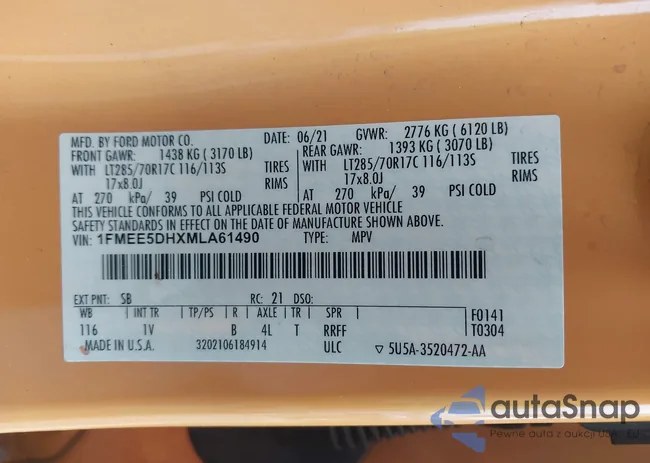 MFD. BY FORD MOTOR CO. DATE: 06/21 GVWR: 2776 KG (6120 LB)
FRONT GAWR: 1438 KG (3170 LB) REAR GAWR: 1393 KG (3070 LB)
WITH LT285/70R17C 116/113S TIRES WITH LT285/70R17C 116/113S TIRES
17x8.0J RIMS 17x8.0J RIMS
AT 270 kPa/ 39 PSI COLD AT 270 kPa/ 39 PSI COLD
THIS VEHICLE CONFORMS TO ALL APPLICABLE FEDERAL MOTOR VEHICLE
SAFETY STANDARDS IN EFFECT ON THE DATE OF MANUFACTURE SHOWN ABOVE.
VIN: 1FMEE5DHXMLA61490 TYPE: MPV
EXT PNT: SB RC: 21 DSO:
WB INT TR TP/PS R AXLE TR SPR F0141
116 1V B 4L T RRFF T0304
MADE IN U.S.A. 3202106184914 ULC ▽ 5U5A-3520472-AA
autoSnap
Pewne auta z aukcji USA i EU